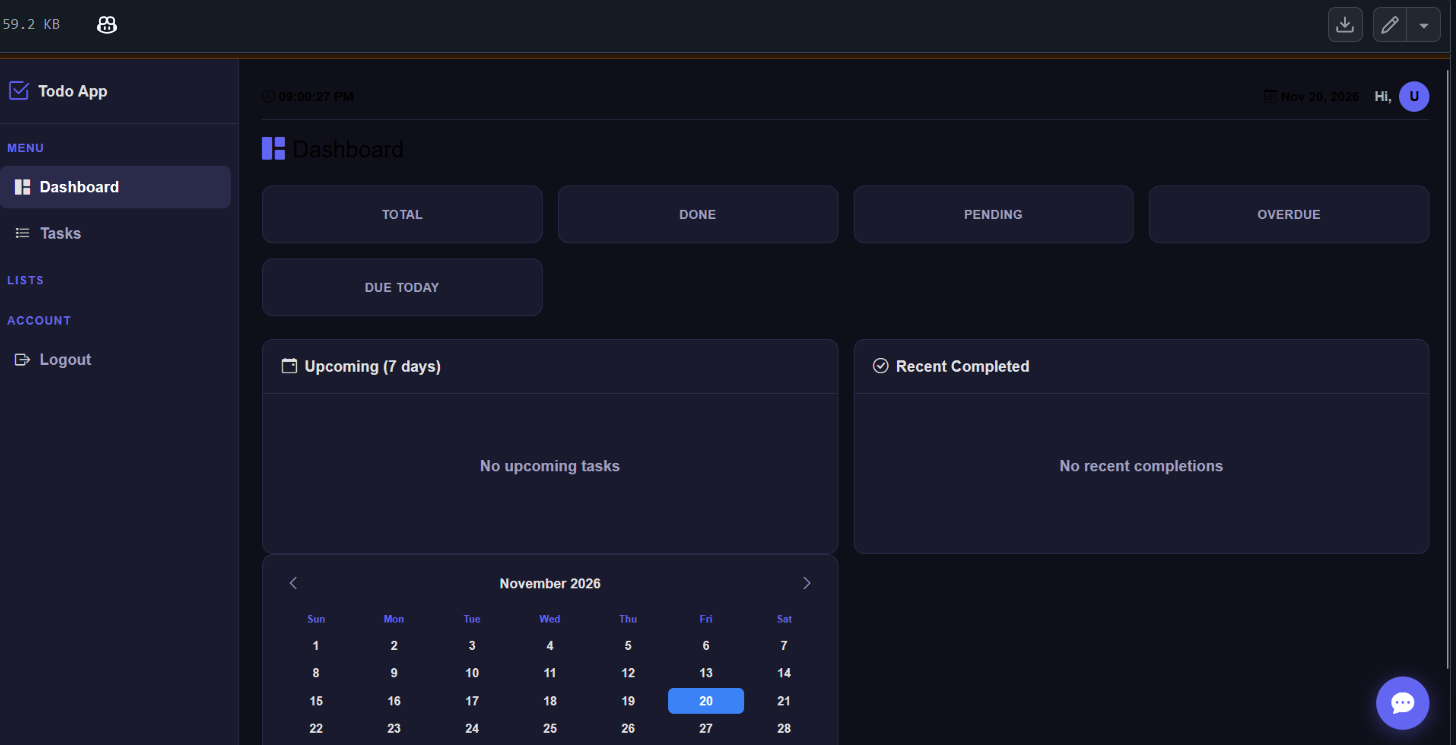 59.2 KB
Todo App
MENU
Dashboard
Tasks
LISTS
ACCOUNT
Logout
09:00:27 PM
Nov 20, 2026 Hi, U
Dashboard
TOTAL DONE PENDING OVERDUE
DUE TODAY
Upcoming (7 days)
No upcoming tasks
Recent Completed
No recent completions
November 2026
Sun Mon Tue Wed Thu Fri Sat
1 2 3 4 5 6 7
8 9 10 11 12 13 14
15 16 17 18 19 20 21
22 23 24 25 26 27 28